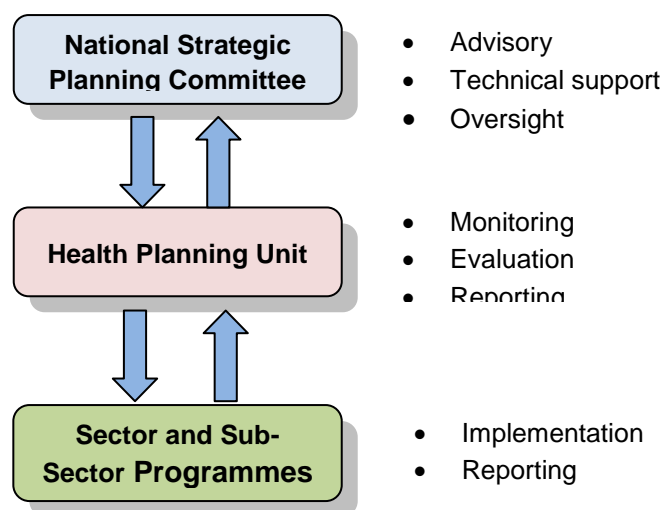 National Strategic
Planning Committee
• Advisory
• Technical support
• Oversight
Health Planning Unit
• Monitoring
• Evaluation
• Reporting
Sector and Sub-
Sector Programmes
• Implementation
• Reporting